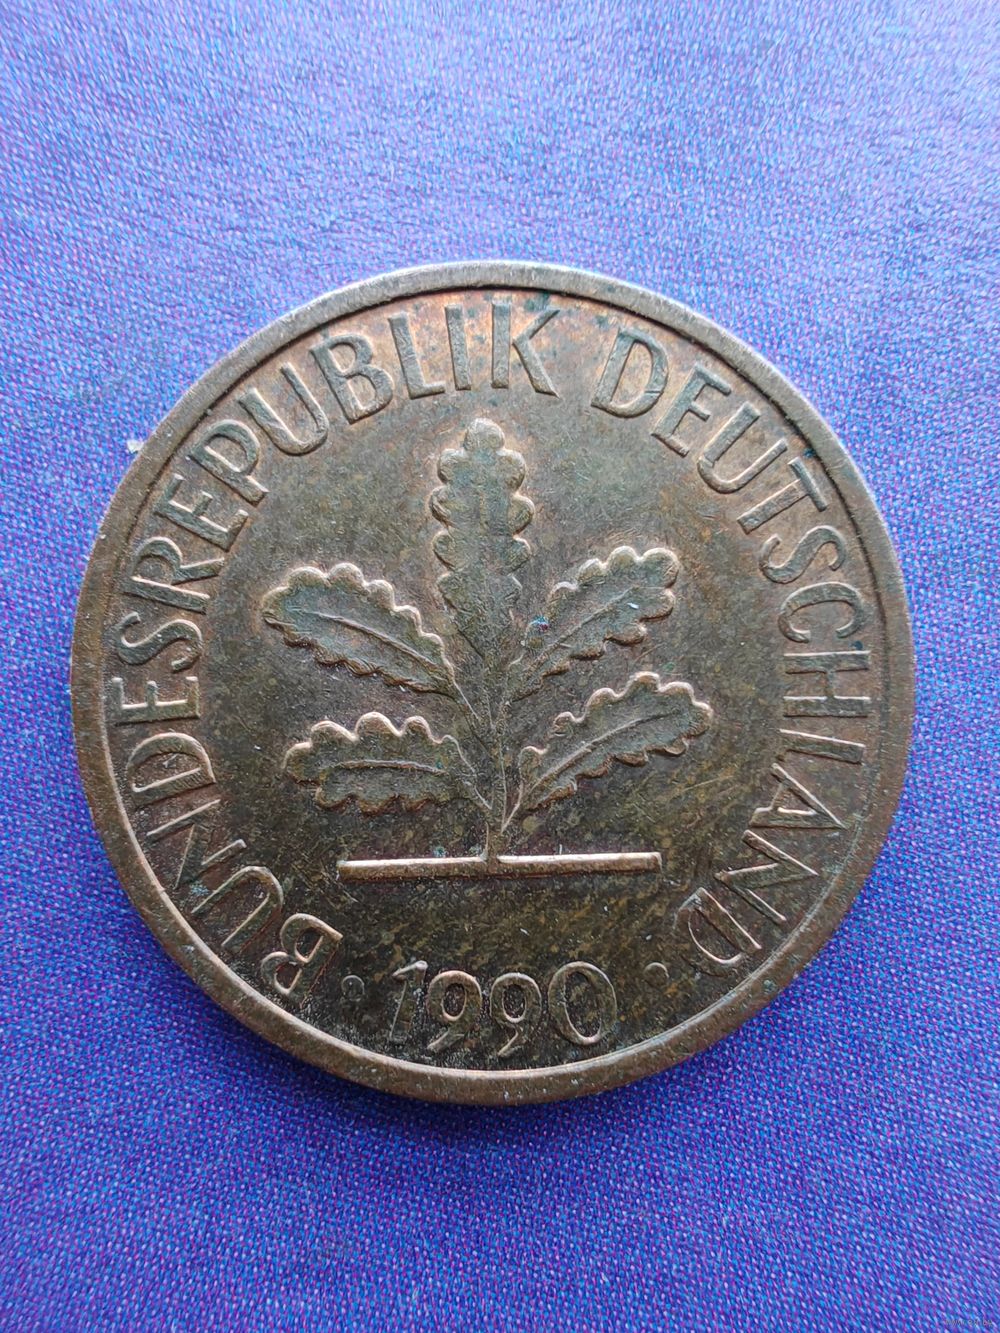 BUNDESREPUBLIK DEUTSCHLAND
· 1990 ·